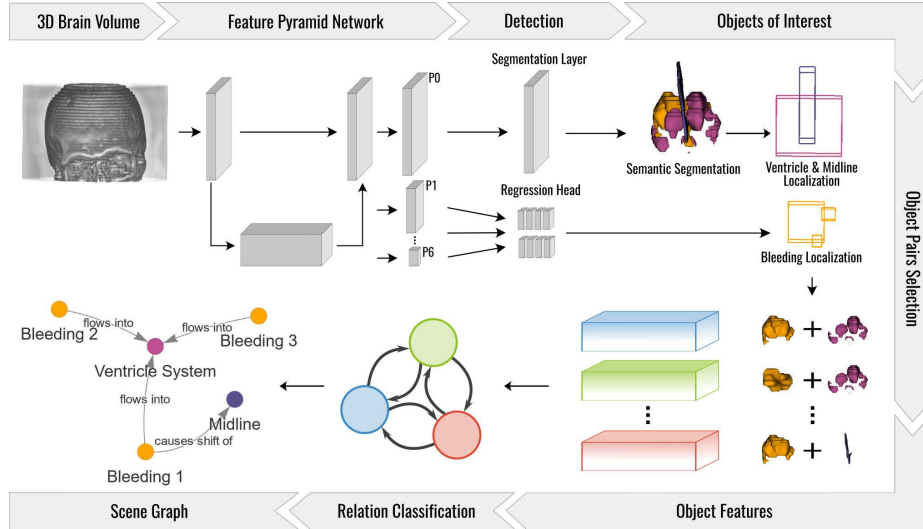 3D Brain Volume
Feature Pyramid Network
Detection
Objects of Interest
Segmentation Layer
P0
Semantic Segmentation
Ventricle & Midline
Localization
P1
Regression Head
P6
Bleeding Localization
Object Pairs Selection
flows into
flows into
Bleeding 2
Bleeding 3
Ventricle System
flows into
Midline
causes shift of
Bleeding 1
Scene Graph
Relation Classification
Object Features